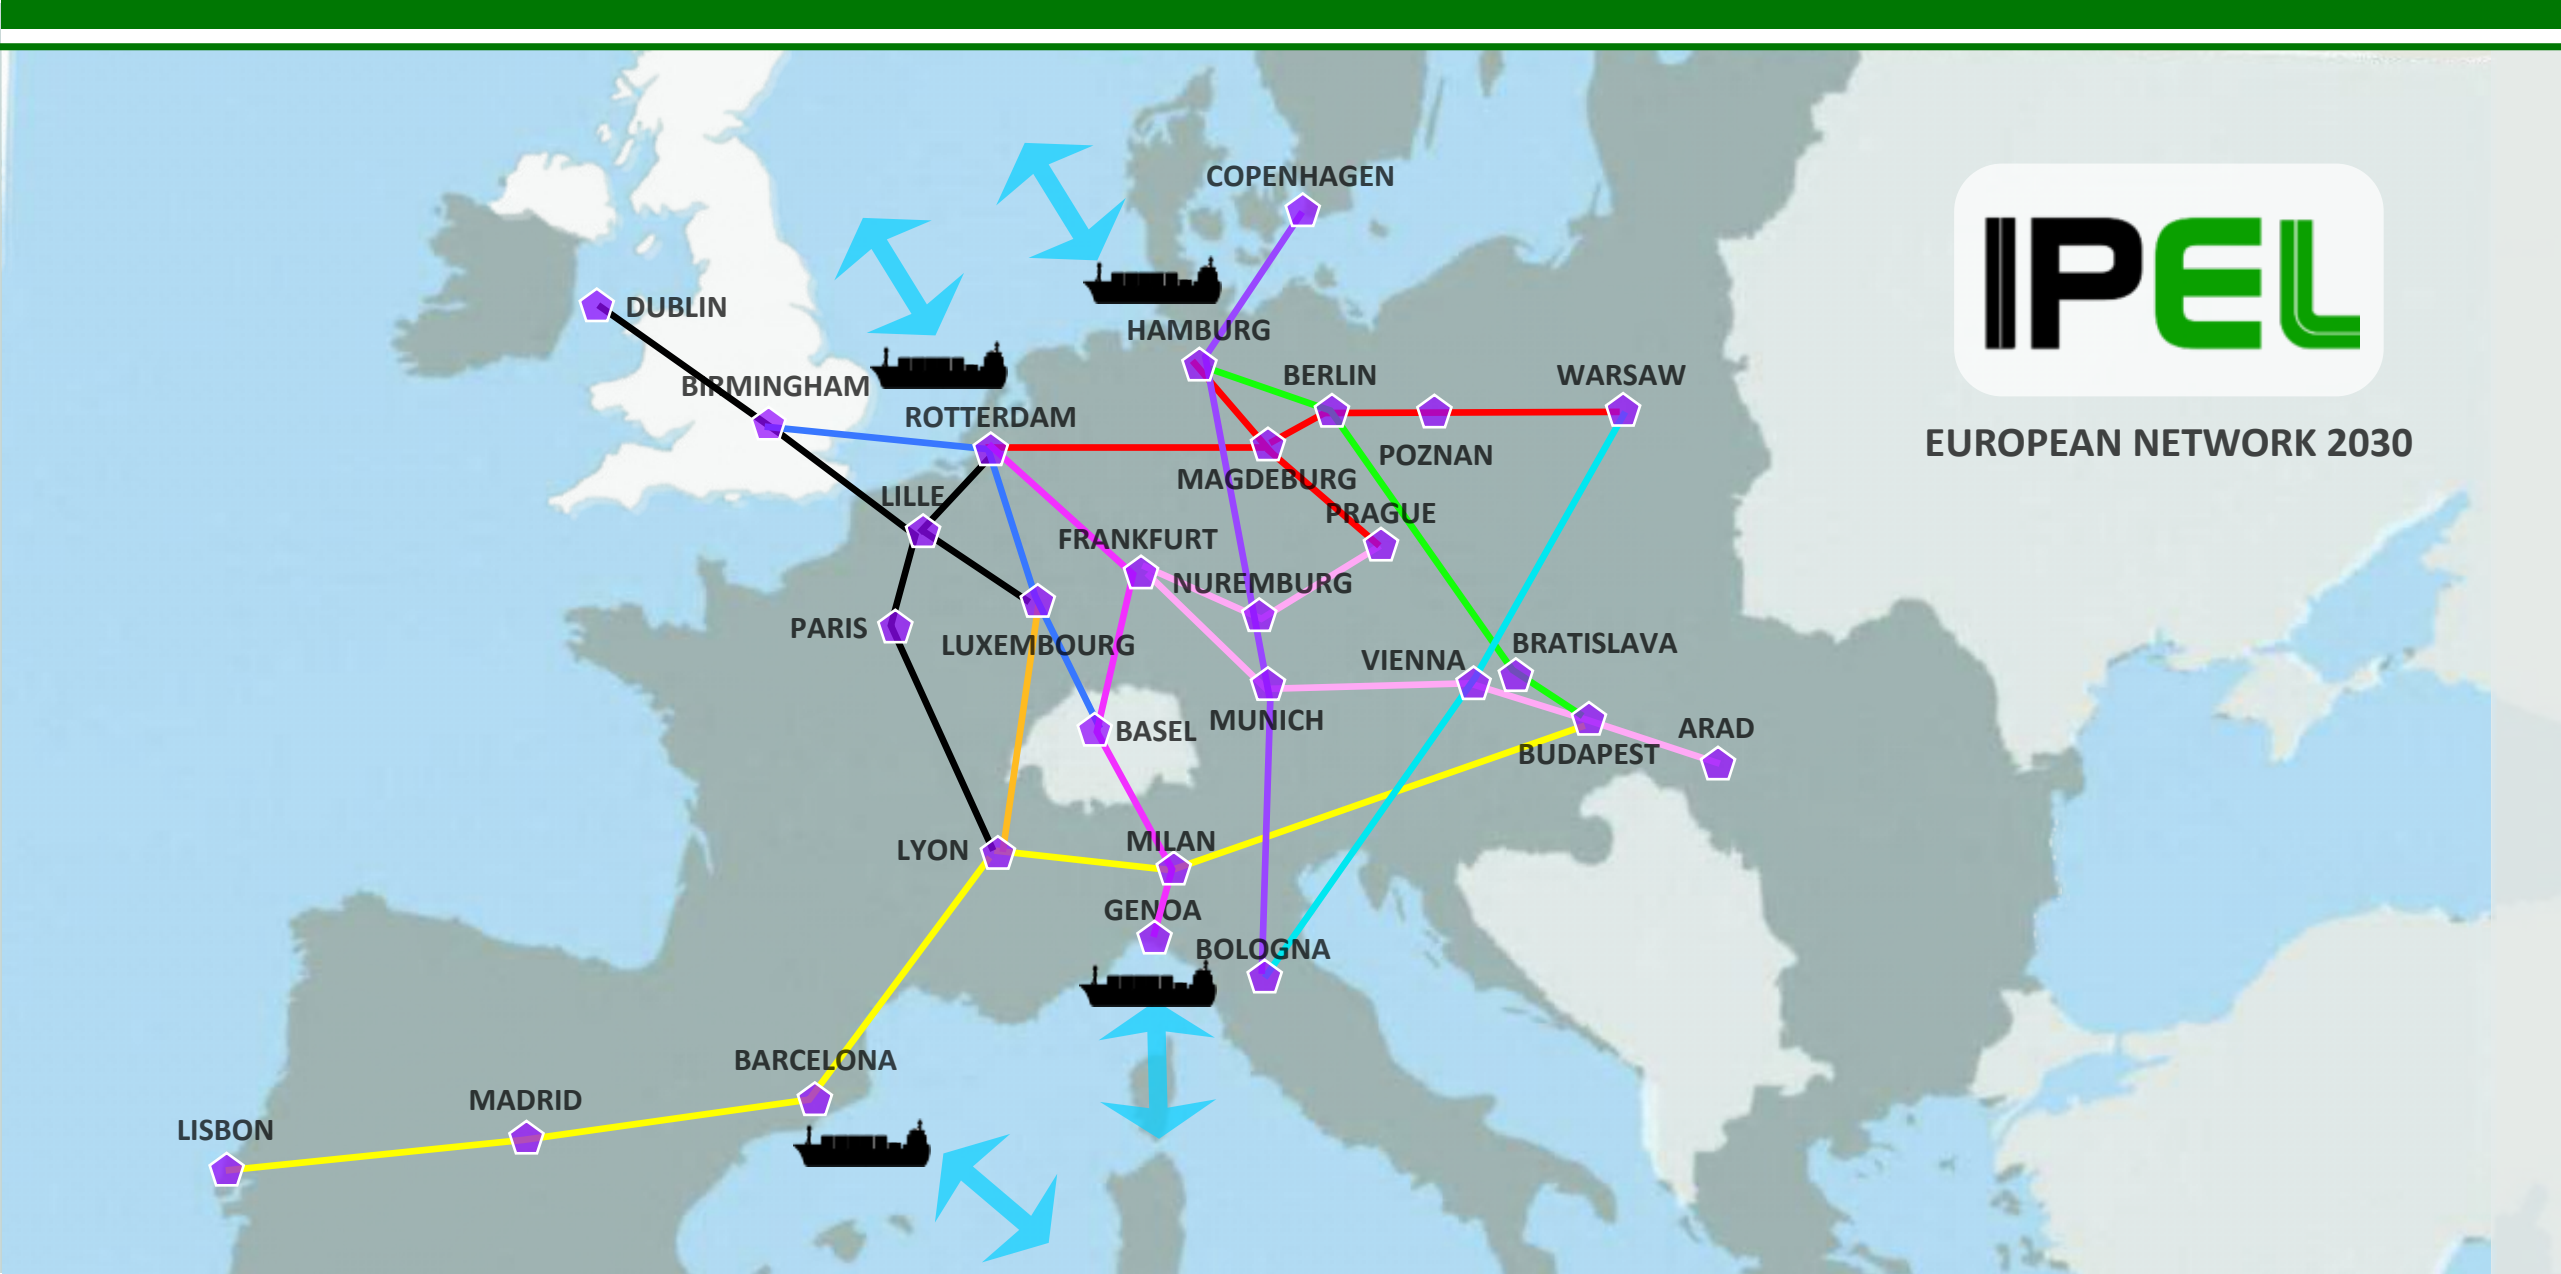 COPENHAGEN
IPEL
DUBLIN
HAMBURG
BIRMINGHAM
BERLIN
WARSAW
ROTTERDAM
EUROPEAN NETWORK 2030
POZNAN
MAGDEBURG
LILLE
PRAGUE
FRANKFURT
NUREMBURG
PARIS
LUXEMBOURG
BRATISLAVA
VIENNA
BASEL
MUNICH
ARAD
BUDAPEST
LYON
MILAN
GENOA
BOLOGNA
BARCELONA
MADRID
LISBON